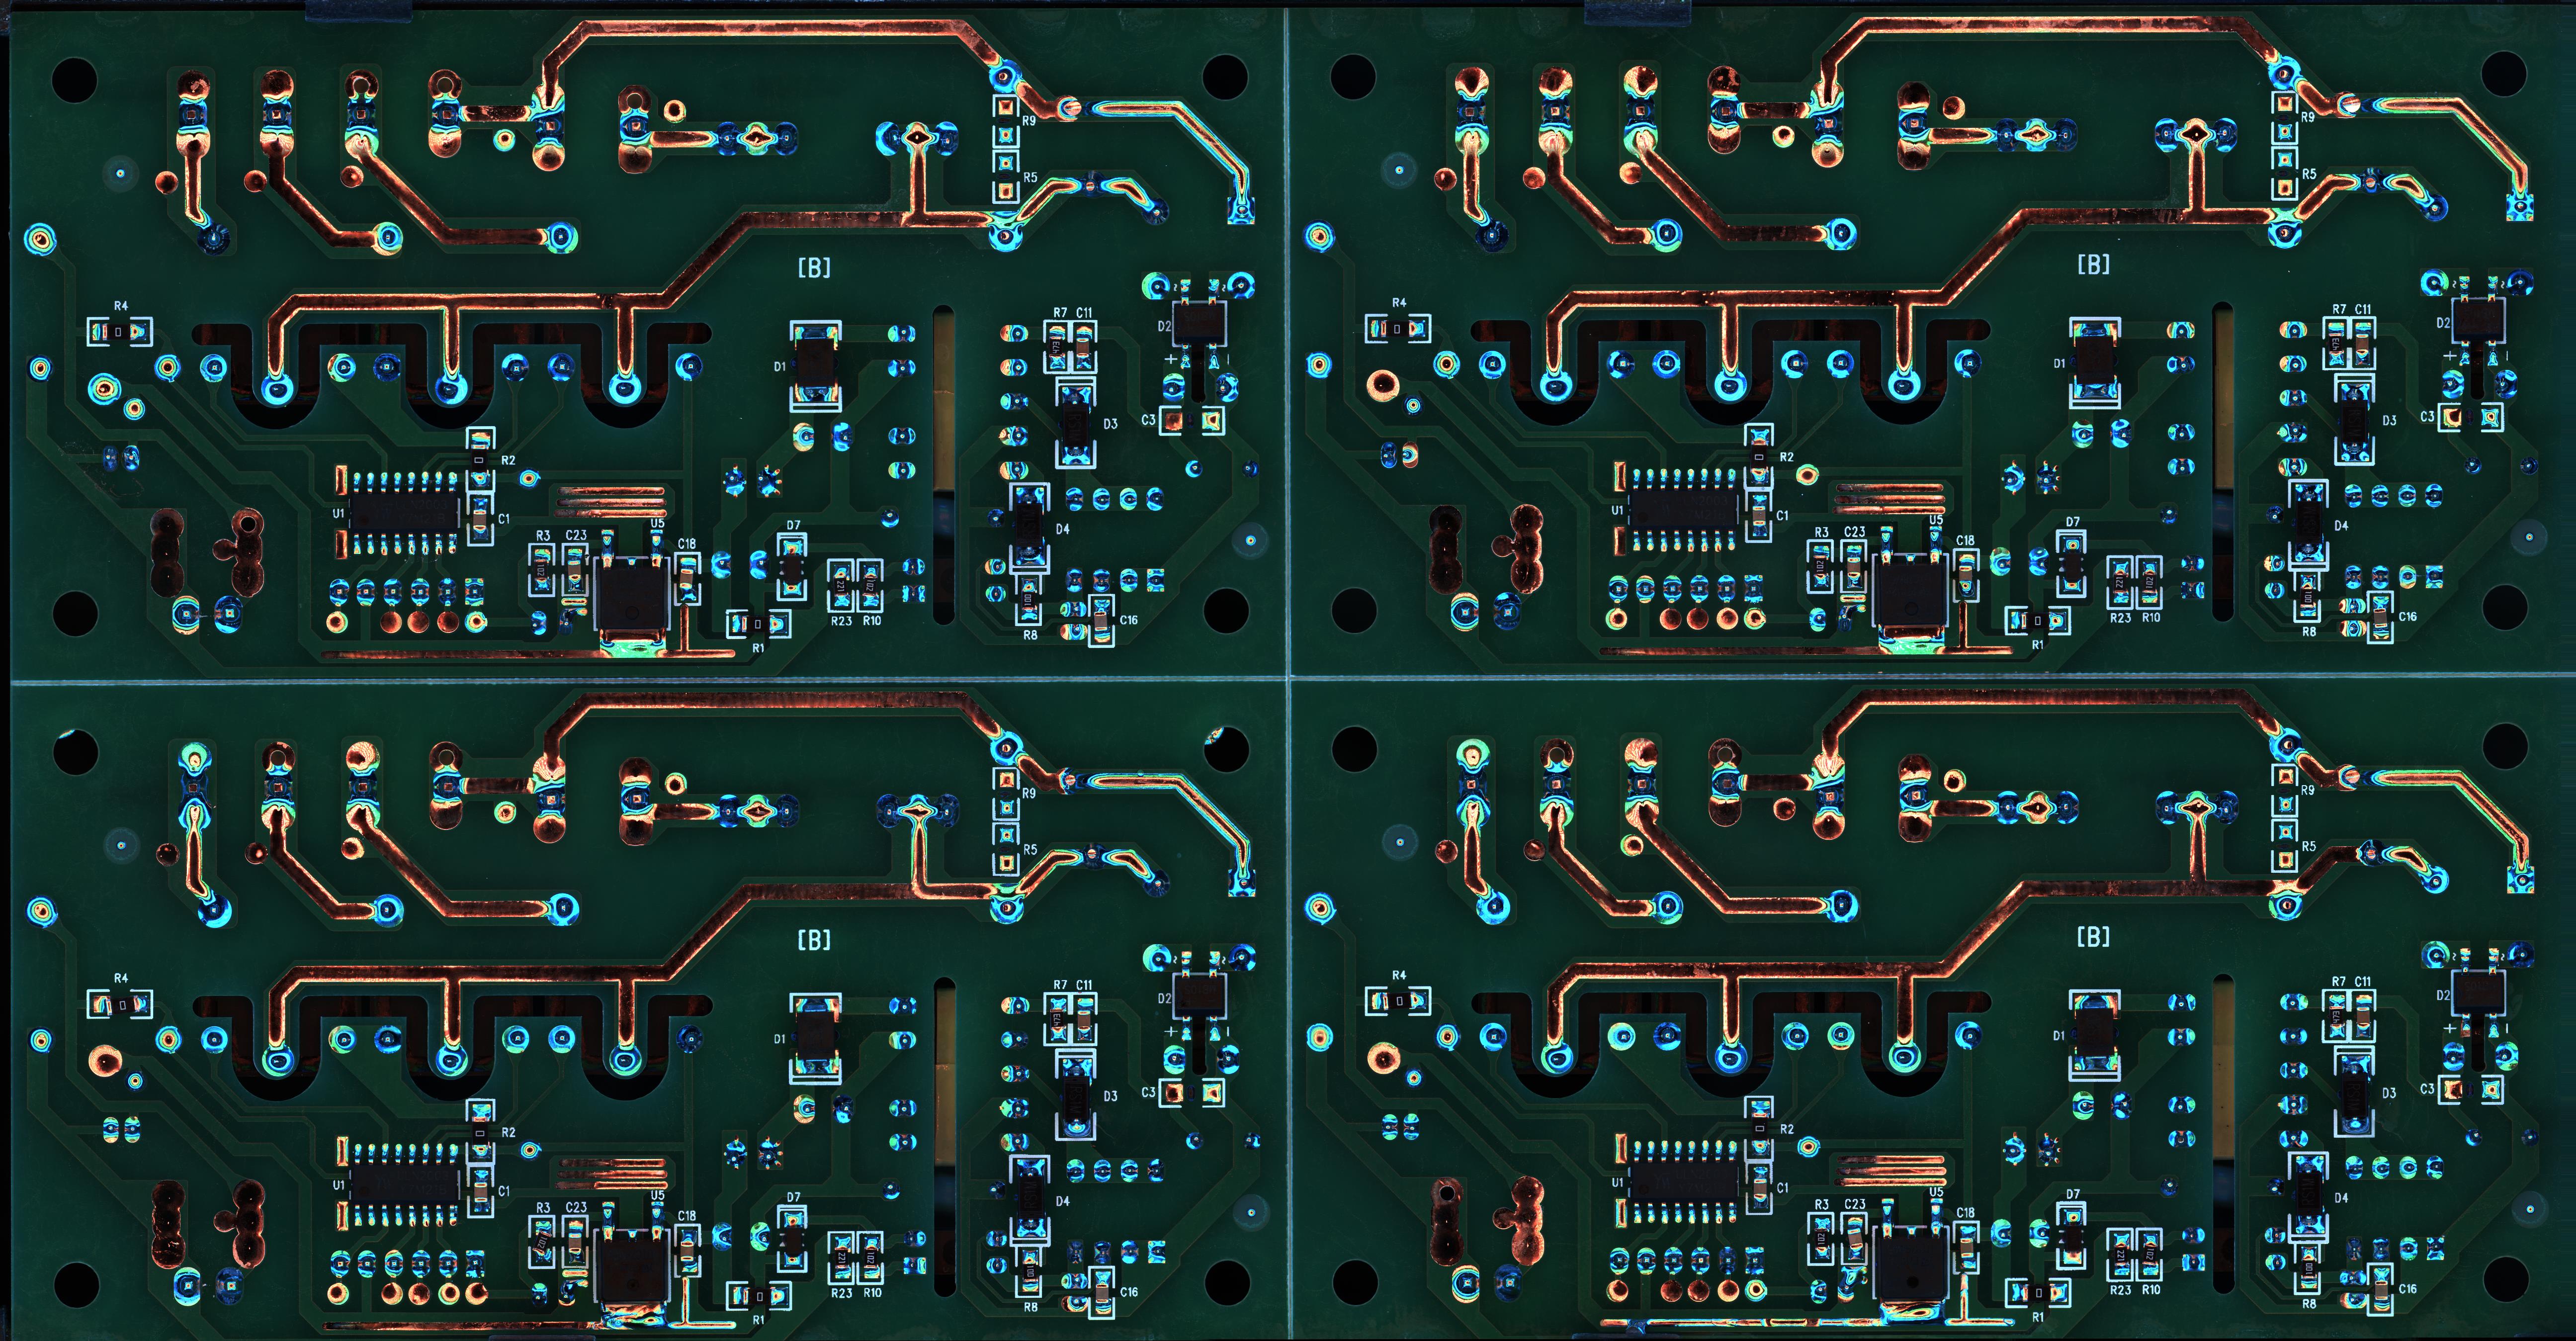 R9
R5
[B]
R4
R7 C11
D2
+ -
D1
C3
D3
R2
U1
C1
D4
U5
D7
R3 C23
C18
R23 R10
R8
C16
R1
R9
R5
[B]
R4
R7 C11
D2
+ -
D1
C3
D3
R2
U1
C1
D4
U5
D7
R3 C23
C18
R23 R10
R8
C16
R1
R9
R5
[B]
R4
R7 C11
D2
+ -
D1
C3
D3
R2
U1
C1
D4
U5
D7
R3 C23
C18
R23 R10
R8
C16
R1
R9
R5
[B]
R4
R7 C11
D2
+ -
D1
C3
D3
R2
U1
C1
D4
U5
D7
R3 C23
C18
R23 R10
R8
C16
R1